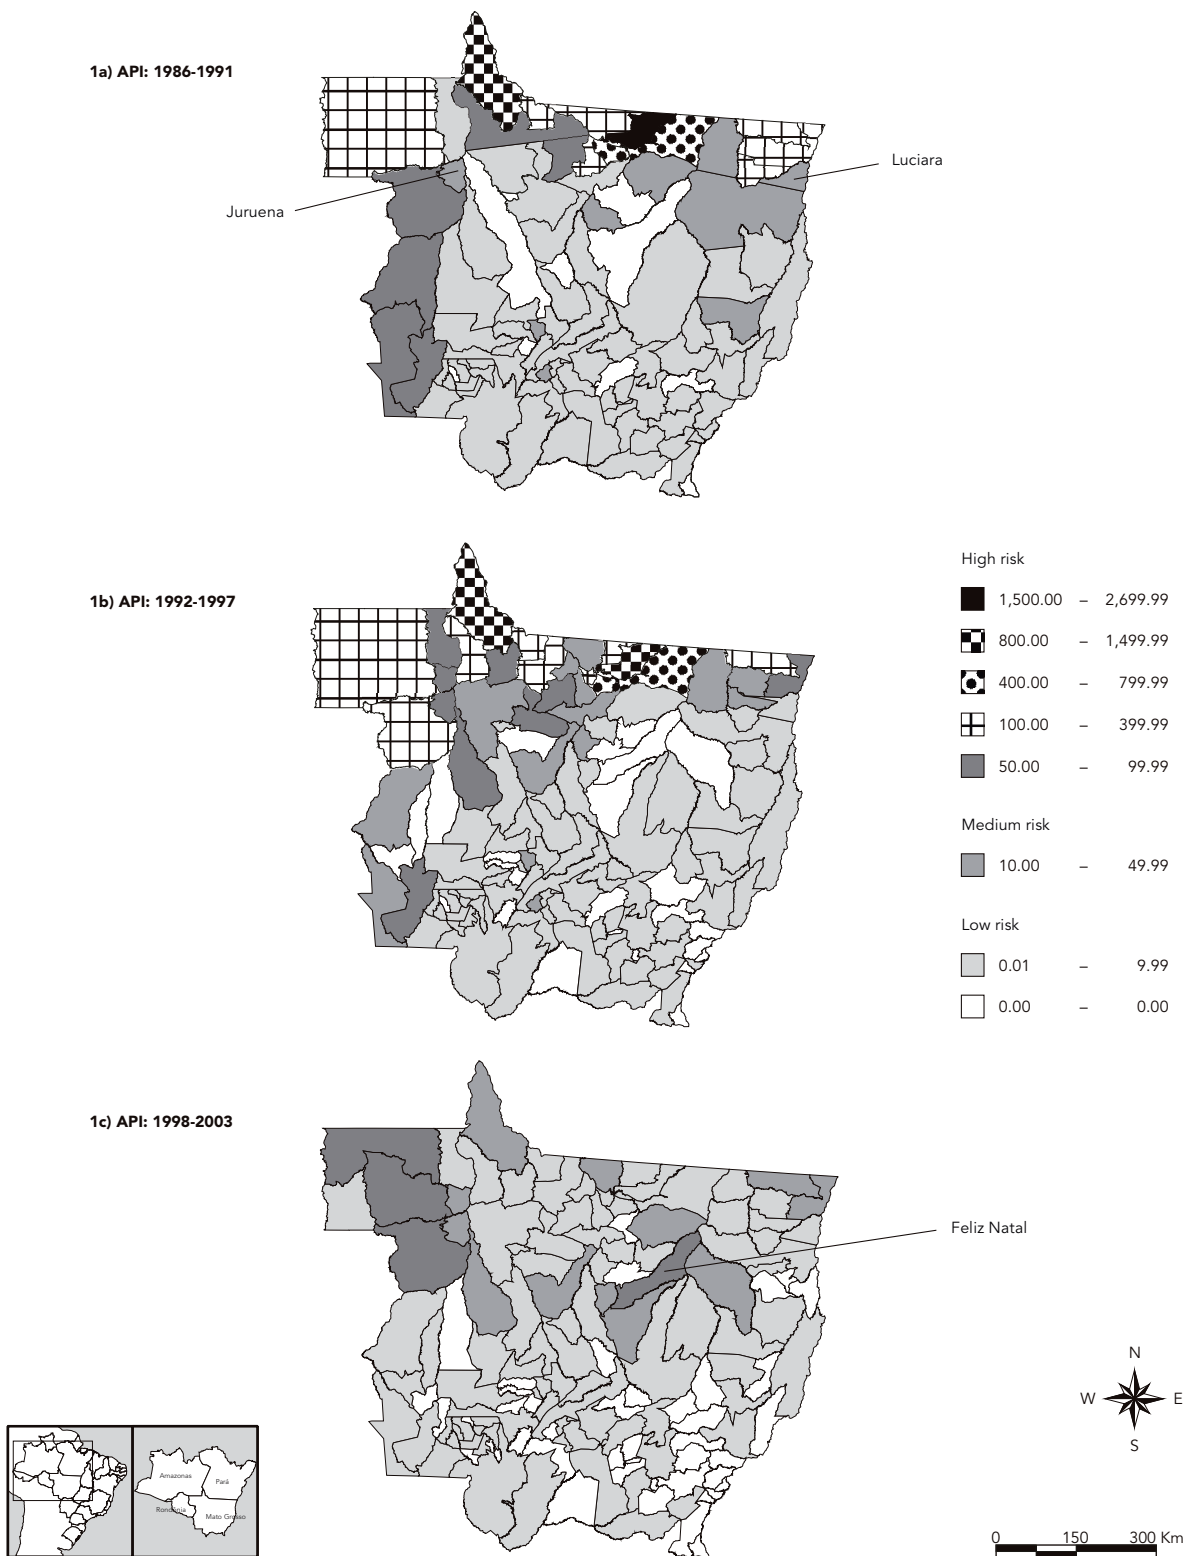 1a) API: 1986-1991
Luciara
Juruena
1b) API: 1992-1997
High risk
1,500.00 – 2,699.99
800.00 – 1,499.99
400.00 – 799.99
100.00 – 399.99
50.00 – 99.99
Medium risk
10.00 – 49.99
Low risk
0.01 – 9.99
0.00 – 0.00
1c) API: 1998-2003
Feliz Natal
N
W E
S
Amazonas
Pará
Rondônia
Mato Grosso
0 150 300 Km